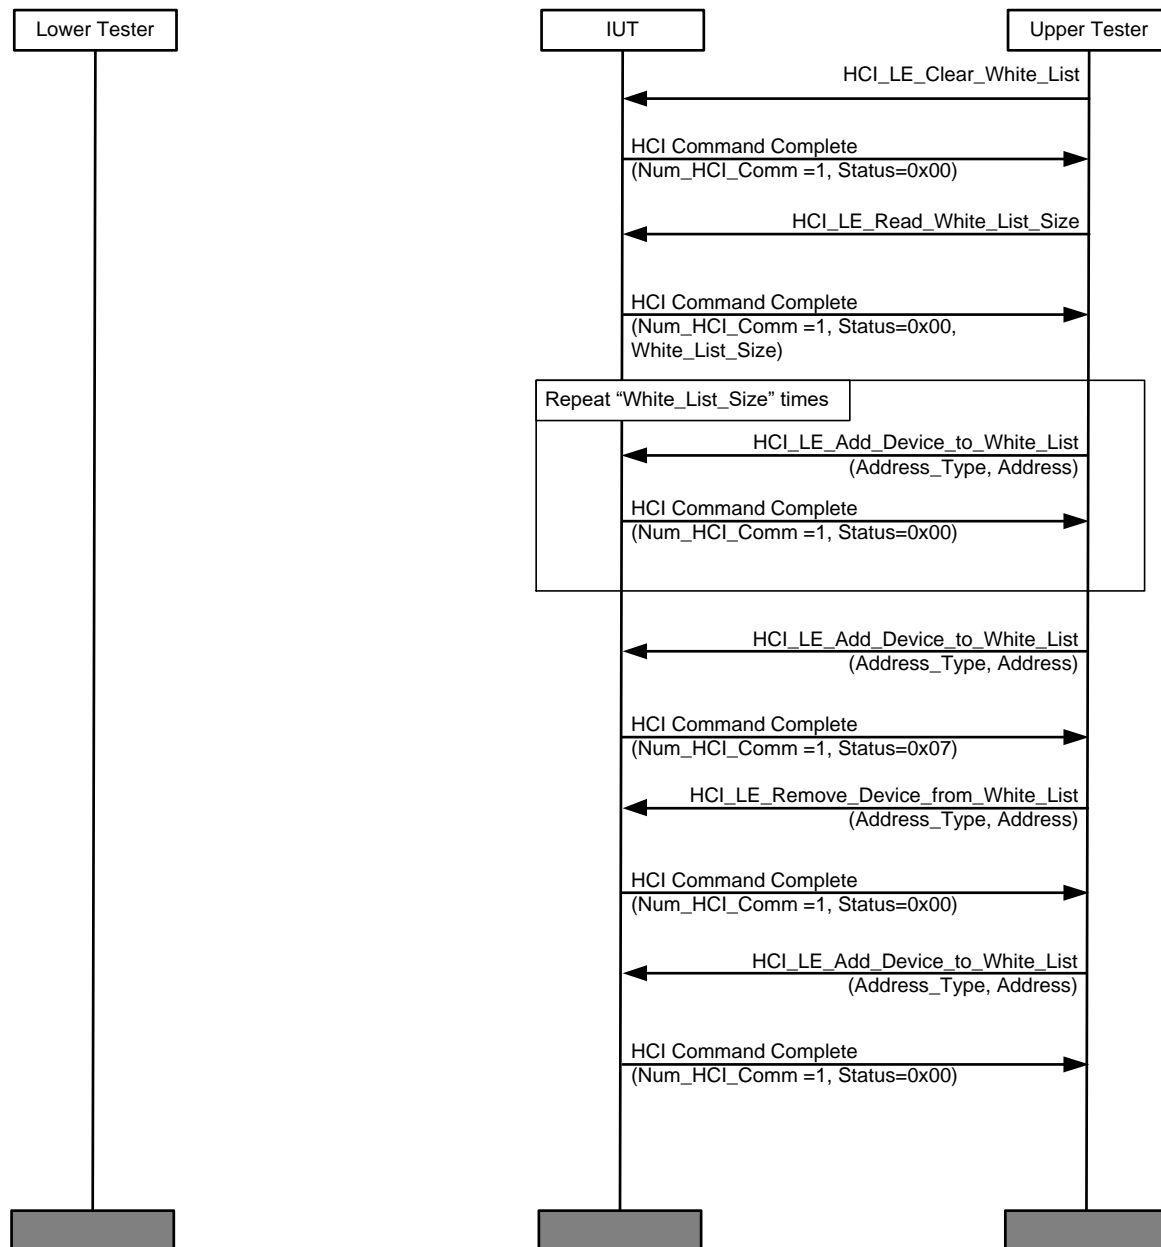 Lower Tester
IUT
Upper Tester
HCI_LE_Clear_White_List
HCI Command Complete
(Num_HCI_Comm =1, Status=0x00)
HCI_LE_Read_White_List_Size
HCI Command Complete
(Num_HCI_Comm =1, Status=0x00,
White_List_Size)
Repeat “White_List_Size” times
HCI_LE_Add_Device_to_White_List
(Address_Type, Address)
HCI Command Complete
(Num_HCI_Comm =1, Status=0x00)
HCI_LE_Add_Device_to_White_List
(Address_Type, Address)
HCI Command Complete
(Num_HCI_Comm =1, Status=0x07)
HCI_LE_Remove_Device_from_White_List
(Address_Type, Address)
HCI Command Complete
(Num_HCI_Comm =1, Status=0x00)
HCI_LE_Add_Device_to_White_List
(Address_Type, Address)
HCI Command Complete
(Num_HCI_Comm =1, Status=0x00)